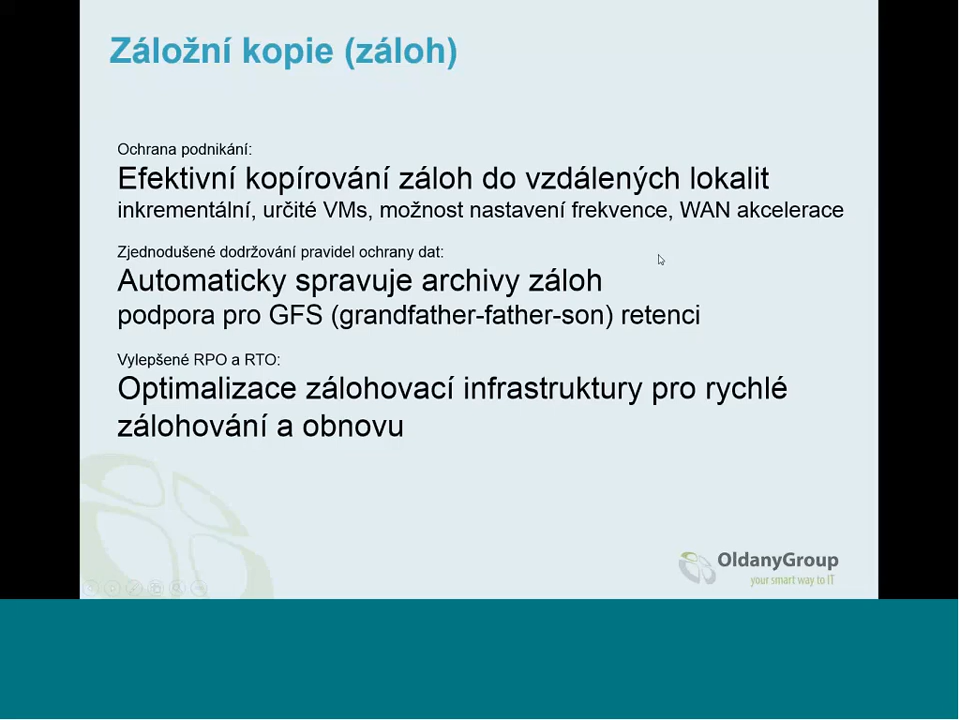 Záložní kopie (záloh)
Ochrana podnikání:
Efektivní kopírování záloh do vzdálených lokalit
inkrementální, určité VMs, možnost nastavení frekvence, WAN akcelerace
Zjednodušené dodržování pravidel ochrany dat:
Automaticky spravuje archivy záloh
podpora pro GFS (grandfather-father-son) retenci
Vylepšené RPO a RTO:
Optimalizace zálohovací infrastruktury pro rychlé
zálohování a obnovu
OldanyGroup
your smart way to IT